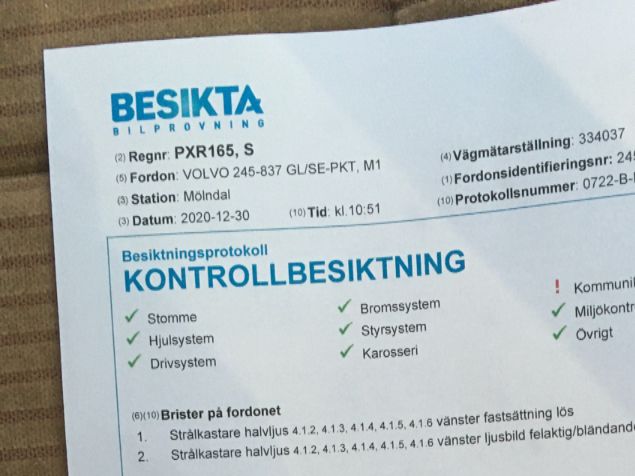 BESIKTA
BILPROVNING
(2) Regnr: PXR165, S
(5) Fordon: VOLVO 245-837 GL/SE-PKT, M1
(3) Station: Mölndal
(3) Datum: 2020-12-30 (10) Tid: kl.10:51
(4) Vägmätarställning: 334037
(1) Fordonsidentifieringsnr: 245
(10) Protokollsnummer: 0722-B-
Besiktningsprotokoll
KONTROLLBESIKTNING
Stomme
Hjulsystem
Drivsystem
Bromssystem
Styrsystem
Karosseri
! Kommuni
Miljökontr
Övrigt
(6)(10) Brister på fordonet
1. Strålkastare halvljus 4.1.2, 4.1.3, 4.1.4, 4.1.5, 4.1.6 vänster fastsättning lös
2. Strålkastare halvljus 4.1.2, 4.1.3, 4.1.4, 4.1.5, 4.1.6 vänster ljusbild felaktig/bländande